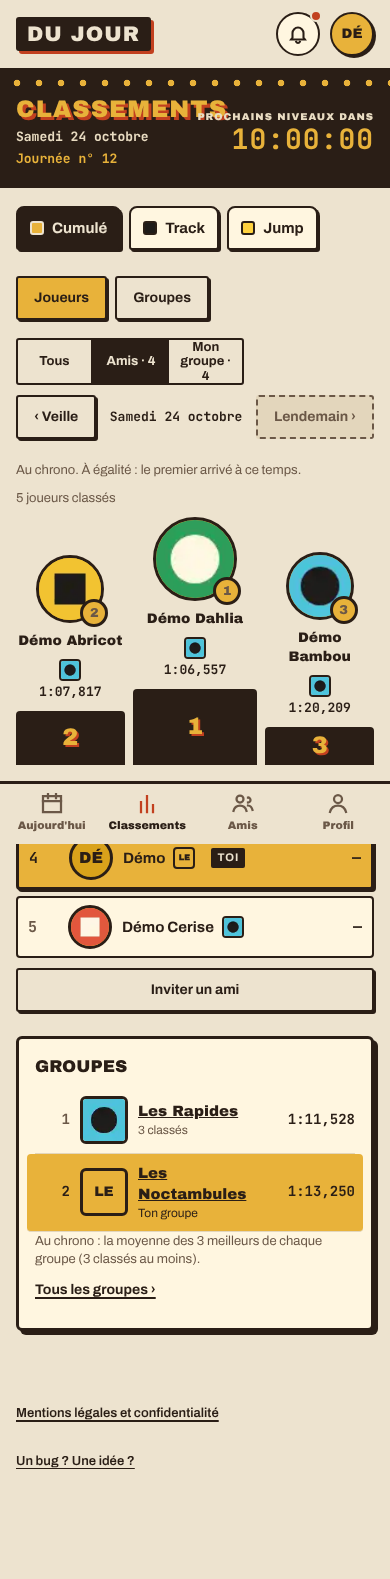 DU JOUR
DÉ
CLASSEMENTS
PROCHAINS NIVEAUX DANS
Samedi 24 octobre
10:00:00
Journée n° 12
Cumulé
Track
Jump
Joueurs
Groupes
Tous
Amis · 4
Mon groupe · 4
‹ Veille
Samedi 24 octobre
Lendemain ›
Au chrono. À égalité : le premier arrivé à ce temps.
5 joueurs classés
2
Démo Abricot
1:07,817
2
1
Démo Dahlia
1:06,557
1
3
Démo
Bambou
1:20,209
3
Aujourd'hui
Classements
Amis
Profil
4
DÉ
Démo
LE
TOI
–
5
Démo Cerise
–
Inviter un ami
GROUPES
1
Les Rapides
3 classés
1:11,528
2
LE
Les
Noctambules
Ton groupe
1:13,250
Au chrono : la moyenne des 3 meilleurs de chaque
groupe (3 classés au moins).
Tous les groupes ›
Mentions légales et confidentialité
Un bug ? Une idée ?